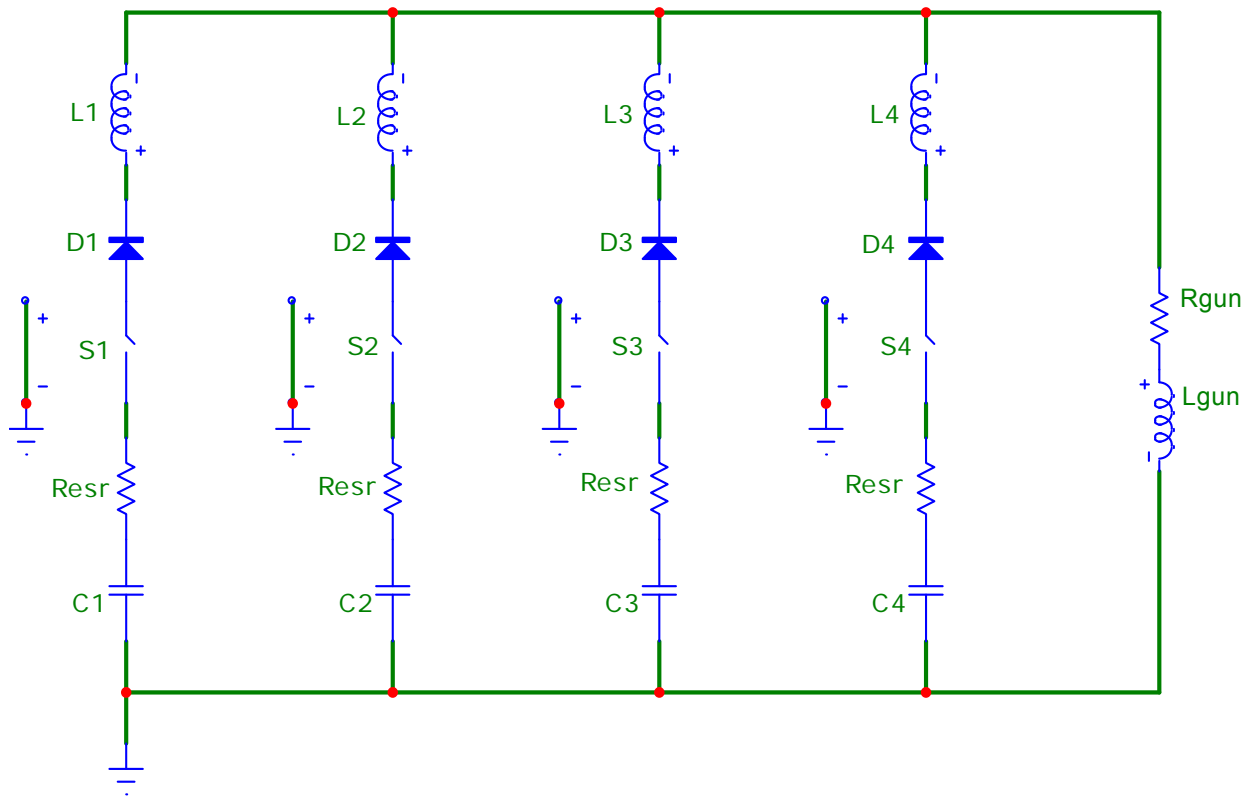 L1
L2
L3
L4
D1
D2
D3
D4
Rgun
S1
S2
S3
S4
Lgun
Resr
Resr
Resr
Resr
C1
C2
C3
C4